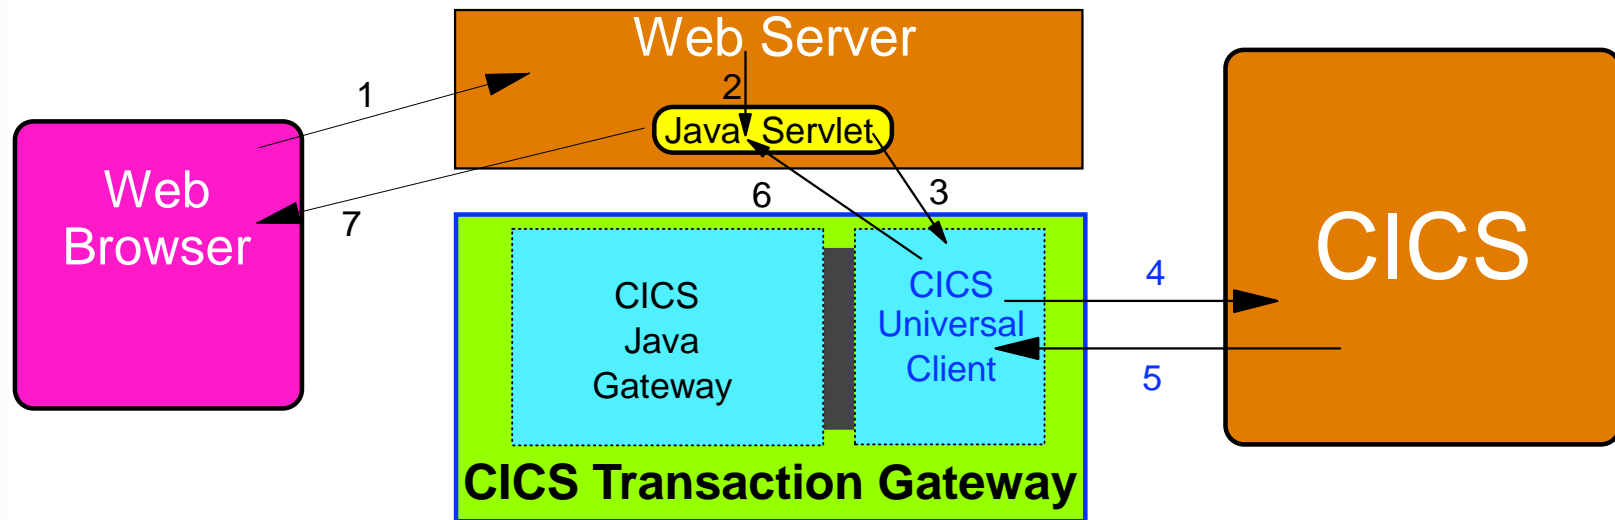 Web Server
1
2
Java Servlet
Web
Browser
7
6
3
CICS
Java
Gateway
CICS
Universal
Client
4
5
CICS
CICS Transaction Gateway